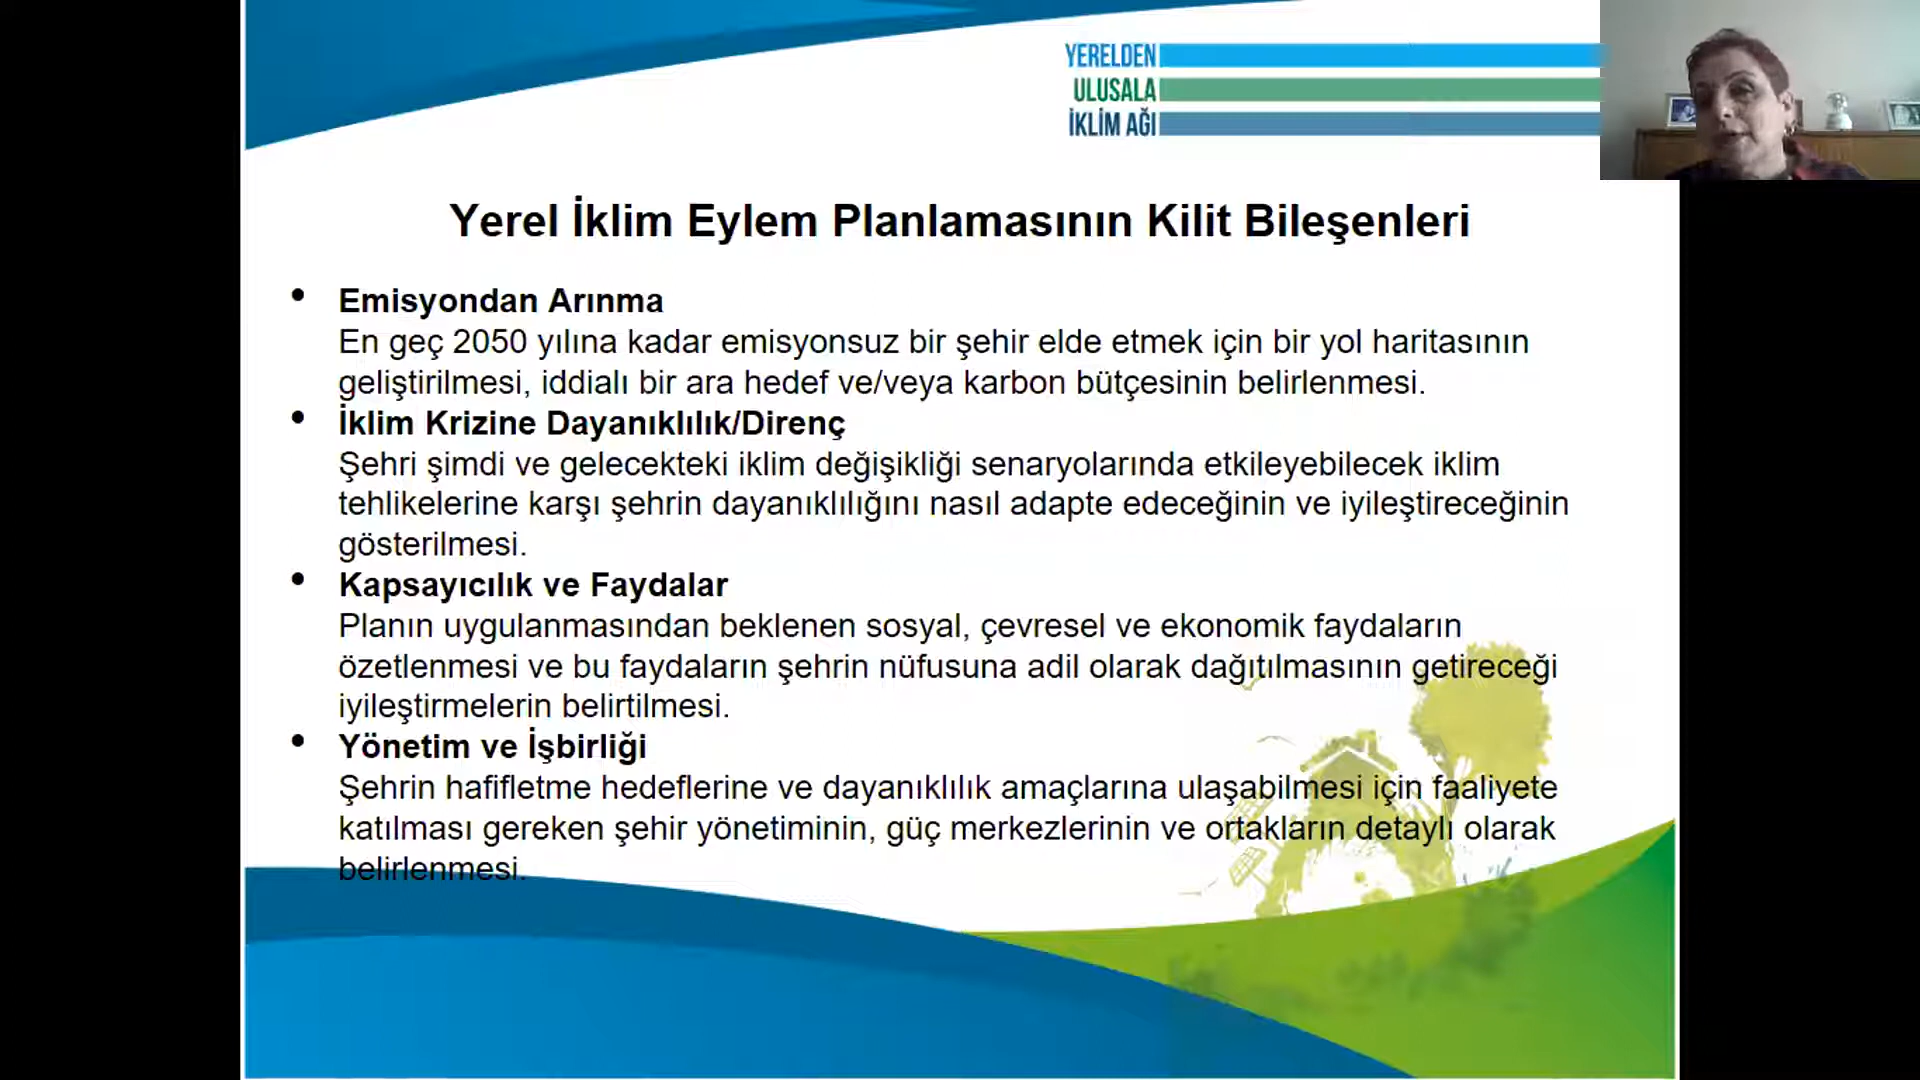 YERELDEN
ULUSALA
İKLİM AĞI
Yerel İklim Eylem Planlamasının Kilit Bileşenleri
• Emisyondan Arınma
En geç 2050 yılına kadar emisyonsuz bir şehir elde etmek için bir yol haritasının
geliştirilmesi, iddialı bir ara hedef ve/veya karbon bütçesinin belirlenmesi.
• İklim Krizine Dayanıklılık/Direnç
Şehri şimdi ve gelecekteki iklim değişikliği senaryolarında etkileyebilecek iklim
tehlikelerine karşı şehrin dayanıklılığını nasıl adapte edeceğinin ve iyileştireceğinin
gösterilmesi.
• Kapsayıcılık ve Faydalar
Planın uygulanmasından beklenen sosyal, çevresel ve ekonomik faydaların
özetlenmesi ve bu faydaların şehrin nüfusuna adil olarak dağıtılmasının getireceği
iyileştirmelerin belirtilmesi.
• Yönetim ve İşbirliği
Şehrin hafifletme hedeflerine ve dayanıklılık amaçlarına ulaşabilmesi için faaliyete
katılması gereken şehir yönetiminin, güç merkezlerinin ve ortakların detaylı olarak
belirlenmesi.